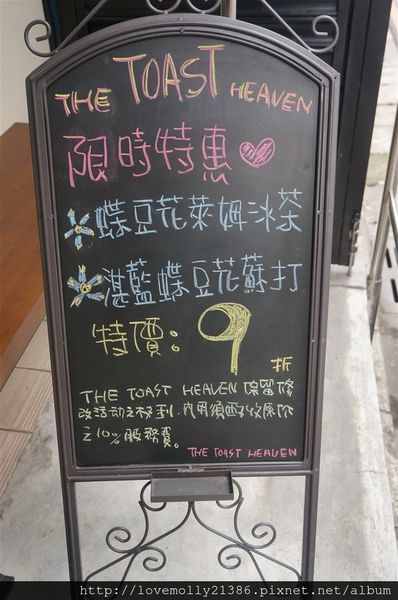 THE TOAST HEAVEN
限時特惠
蝶豆花萊姆冰茶
湛藍蝶豆花蘇打
特價：9折
THE TOAST HEAVEN 保留修
改活動之權利，內用須酌收原價
之10%服務費。
THE TOAST HEAVEN
http://lovemolly21386.pixnet.net/album